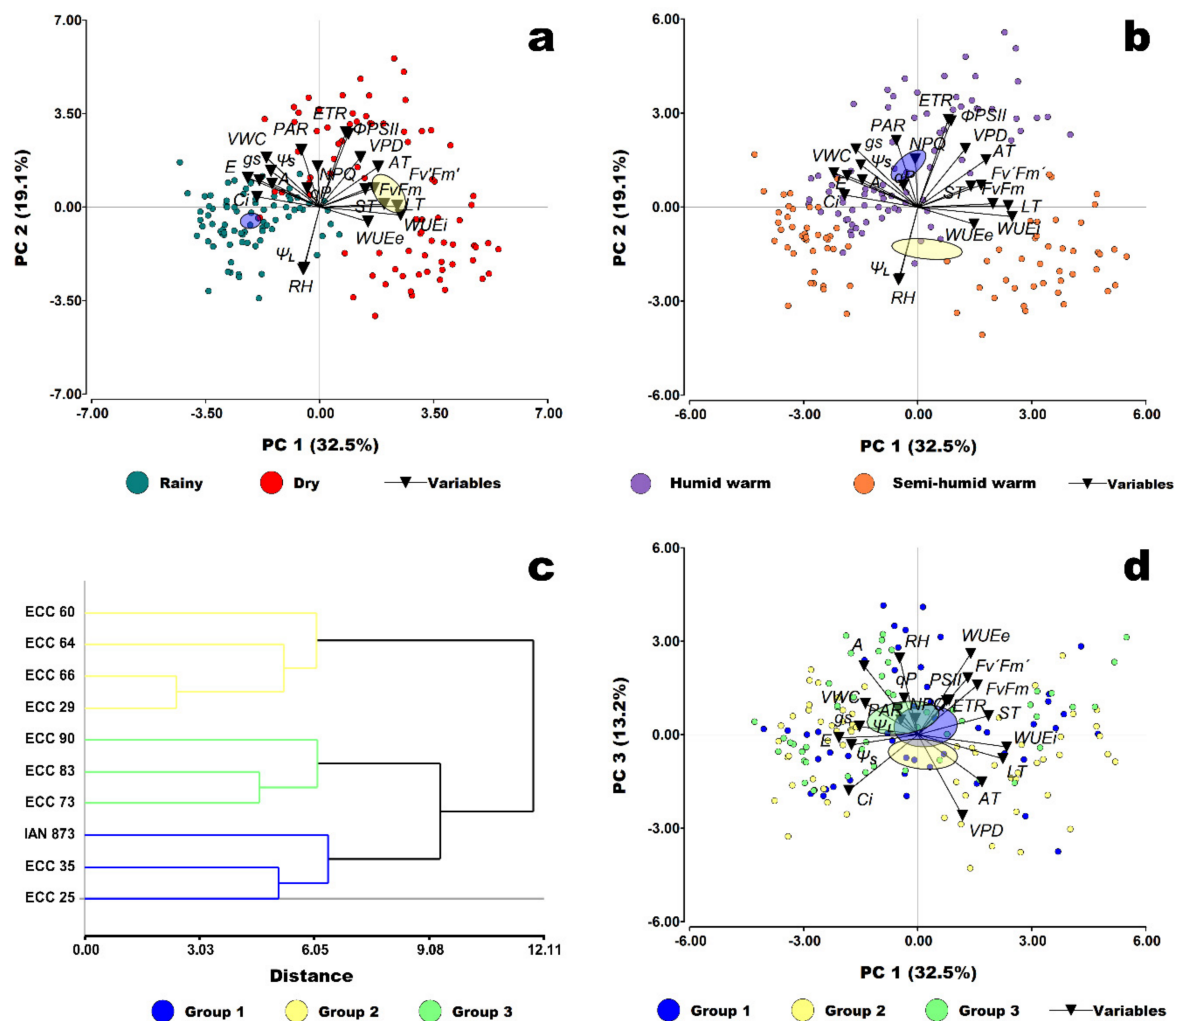 a
7.00
3.50
0.00
-3.50
-7.00
-7.00
-3.50
0.00
3.50
7.00
PC 2 (19.1%)
PC 1 (32.5%)
ETR
ΦPSII
PAR
VPD
VWC
gs
Ψs
AT
E
A
NPQ
Fv'Fm'
qP
FvFm
Ci
ST
LT
WUEi
WUEe
ΨL
RH
Rainy
Dry
Variables
b
6.00
3.00
0.00
-3.00
-6.00
-6.00
-3.00
0.00
3.00
6.00
PC 2 (19.1%)
PC 1 (32.5%)
ETR
ΦPSII
PAR
VPD
gs
NPQ
AT
VWC
Ψs
qP
Fv´Fm´
E
A
ST
FvFm
Ci
LT
WUEi
WUEe
ΨL
RH
Humid warm
Semi-humid warm
Variables
c
ECC 60
ECC 64
ECC 66
ECC 29
ECC 90
ECC 83
ECC 73
IAN 873
ECC 35
ECC 25
0.00
3.03
6.05
9.08
12.11
Distance
Group 1
Group 2
Group 3
d
6.00
3.00
0.00
-3.00
-6.00
-6.00
-3.00
0.00
3.00
6.00
PC 3 (13.2%)
PC 1 (32.5%)
A
RH
WUEe
Fv´Fm´
qP
PSII
FvFm
VWC
PAR
NPQ
ETR
ST
gs
ΨL
E
Ψs
WUEi
LT
Ci
AT
VPD
Group 1
Group 2
Group 3
Variables